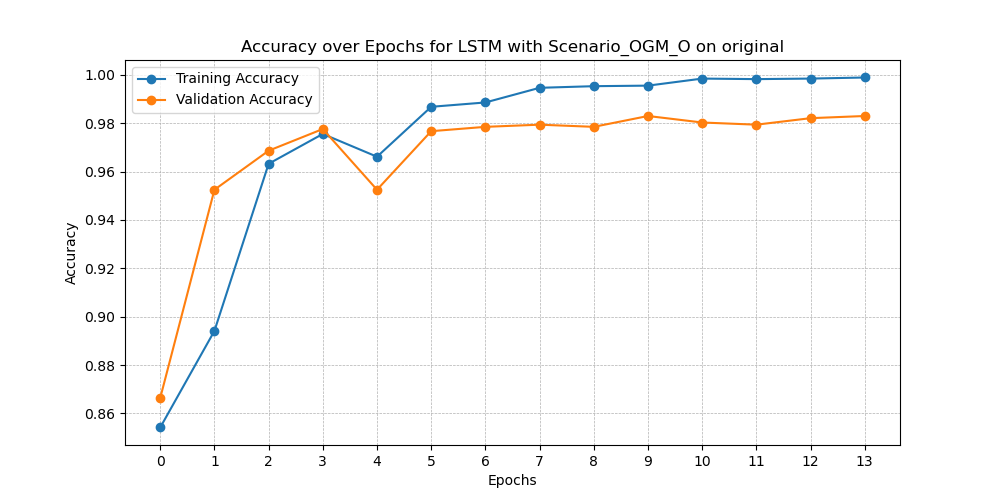 Accuracy over Epochs for LSTM with Scenario_OGM_O on original
Training Accuracy
Validation Accuracy
1.00
0.98
0.96
0.94
0.92
0.90
0.88
0.86
Accuracy
0 1 2 3 4 5 6 7 8 9 10 11 12 13
Epochs